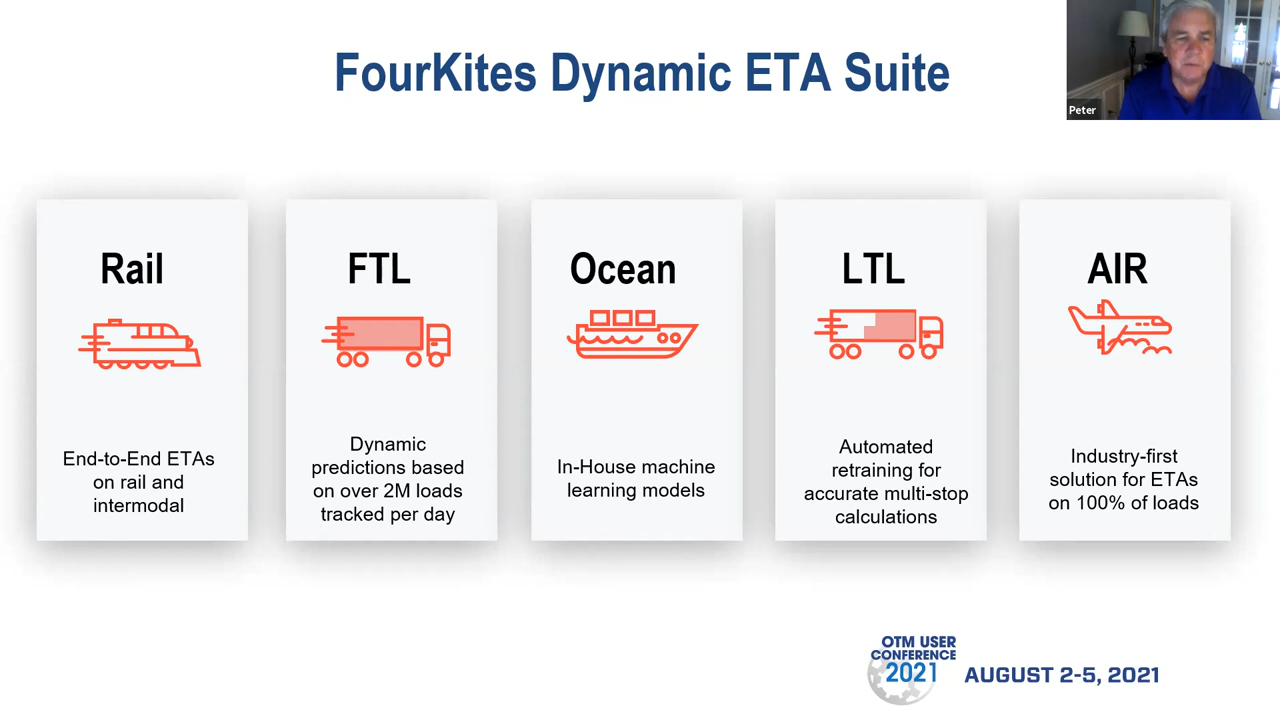 FourKites Dynamic ETA Suite
Peter
Rail
End-to-End ETAs
on rail and
intermodal
FTL
Dynamic
predictions based
on over 2M loads
tracked per day
Ocean
In-House machine
learning models
LTL
Automated
retraining for
accurate multi-stop
calculations
AIR
Industry-first
solution for ETAs
on 100% of loads
OTM USER
CONFERENCE
2021
AUGUST 2-5, 2021